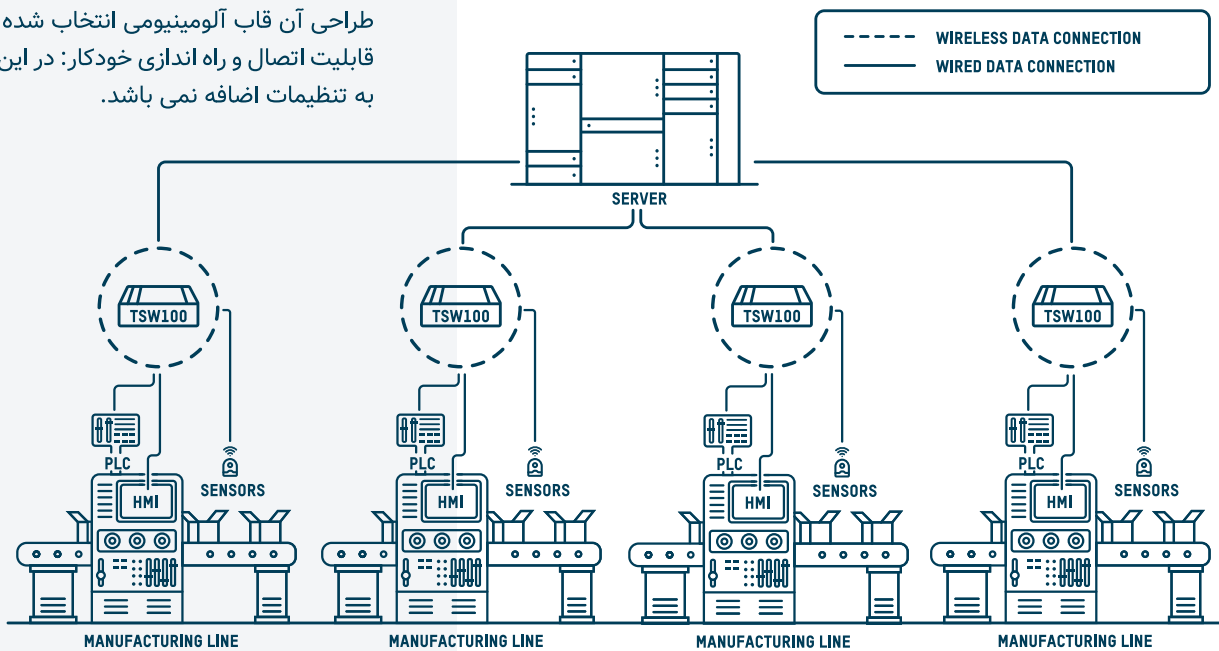 طراحی آن قاب آلومینیومی انتخاب شده
قابلیت اتصال و راه اندازی خودکار: در این
به تنظیمات اضافه نمی باشد.
WIRELESS DATA CONNECTION
WIRED DATA CONNECTION
SERVER
TSW100
TSW100
TSW100
TSW100
PLC
HMI
SENSORS
PLC
HMI
SENSORS
PLC
HMI
SENSORS
PLC
HMI
SENSORS
MANUFACTURING LINE
MANUFACTURING LINE
MANUFACTURING LINE
MANUFACTURING LINE